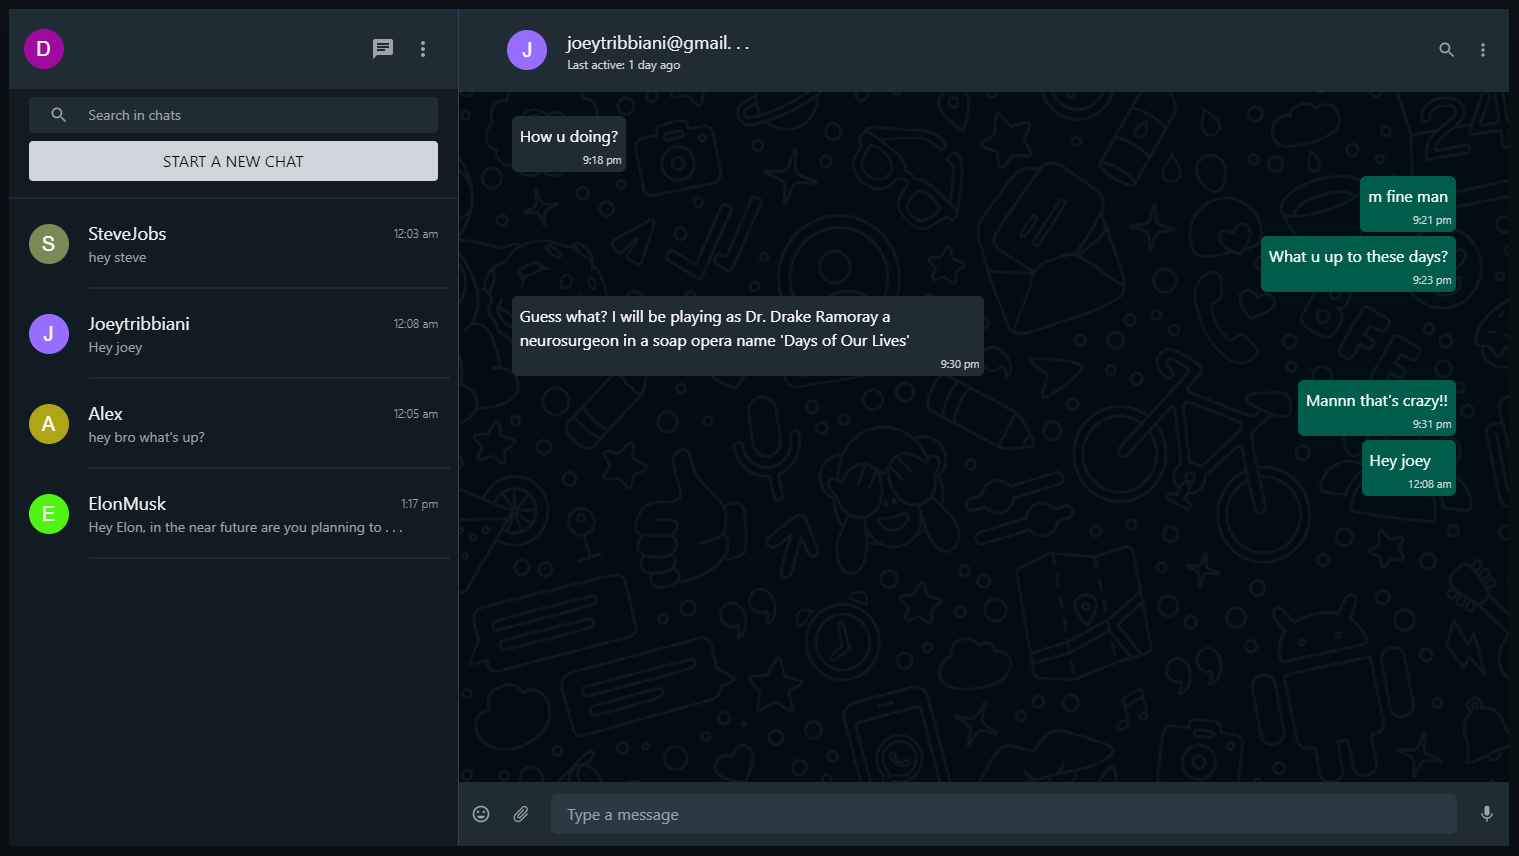 D
Search in chats
START A NEW CHAT
S
SteveJobs
12:03 am
hey steve
J
Joeytribbiani
12:08 am
Hey joey
A
Alex
12:05 am
hey bro what's up?
E
ElonMusk
1:17 pm
Hey Elon, in the near future are you planning to . . .
J
joeytribbiani@gmail. . .
Last active: 1 day ago
How u doing?
9:18 pm
m fine man
9:21 pm
What u up to these days?
9:23 pm
Guess what? I will be playing as Dr. Drake Ramoray a
neurosurgeon in a soap opera name 'Days of Our Lives'
9:30 pm
Mannn that's crazy!!
9:31 pm
Hey joey
12:08 am
24
BFF
Type a message